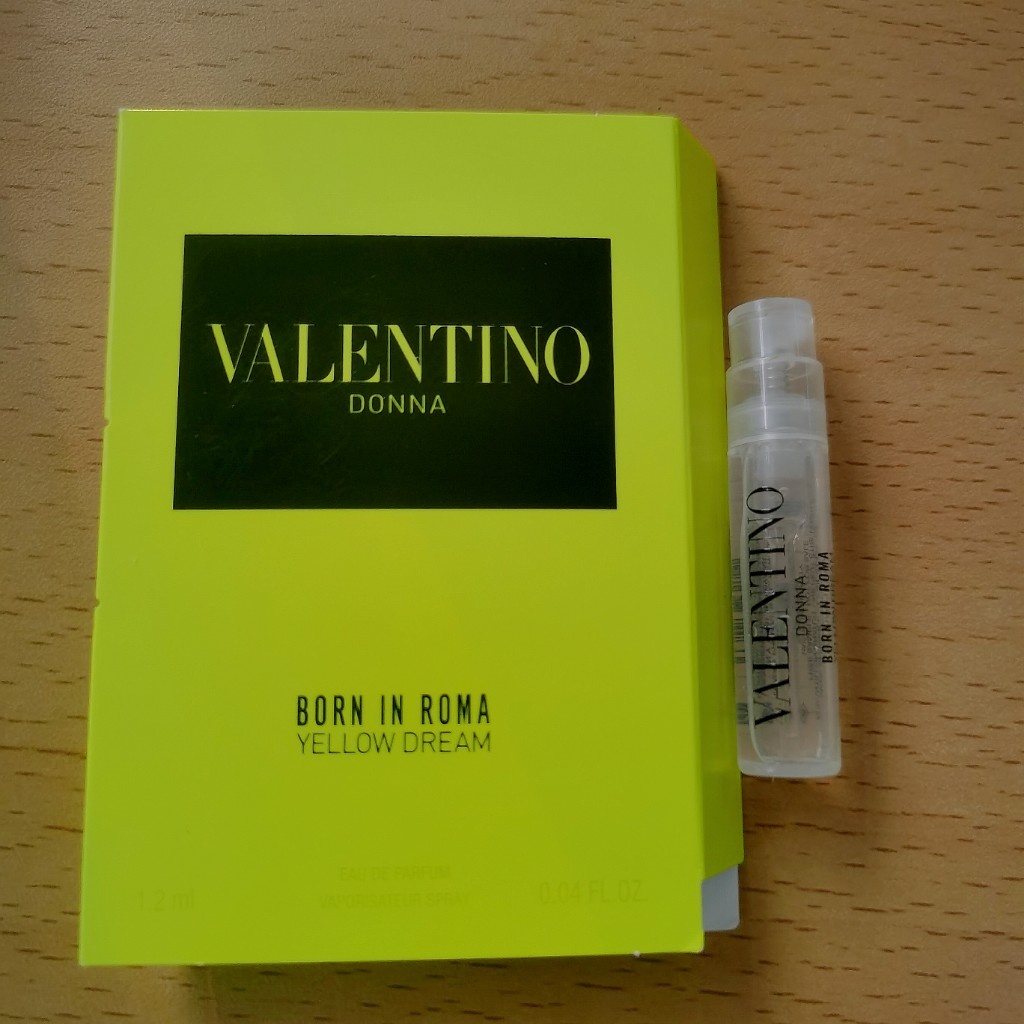 VALENTINO
DONNA
BORN IN ROMA
YELLOW DREAM
EAU DE PARFUM
1.2 ml
VAPORISATEUR SPRAY
0.04 FL.OZ.
VALENTINO
DONNA
BORN IN ROMA